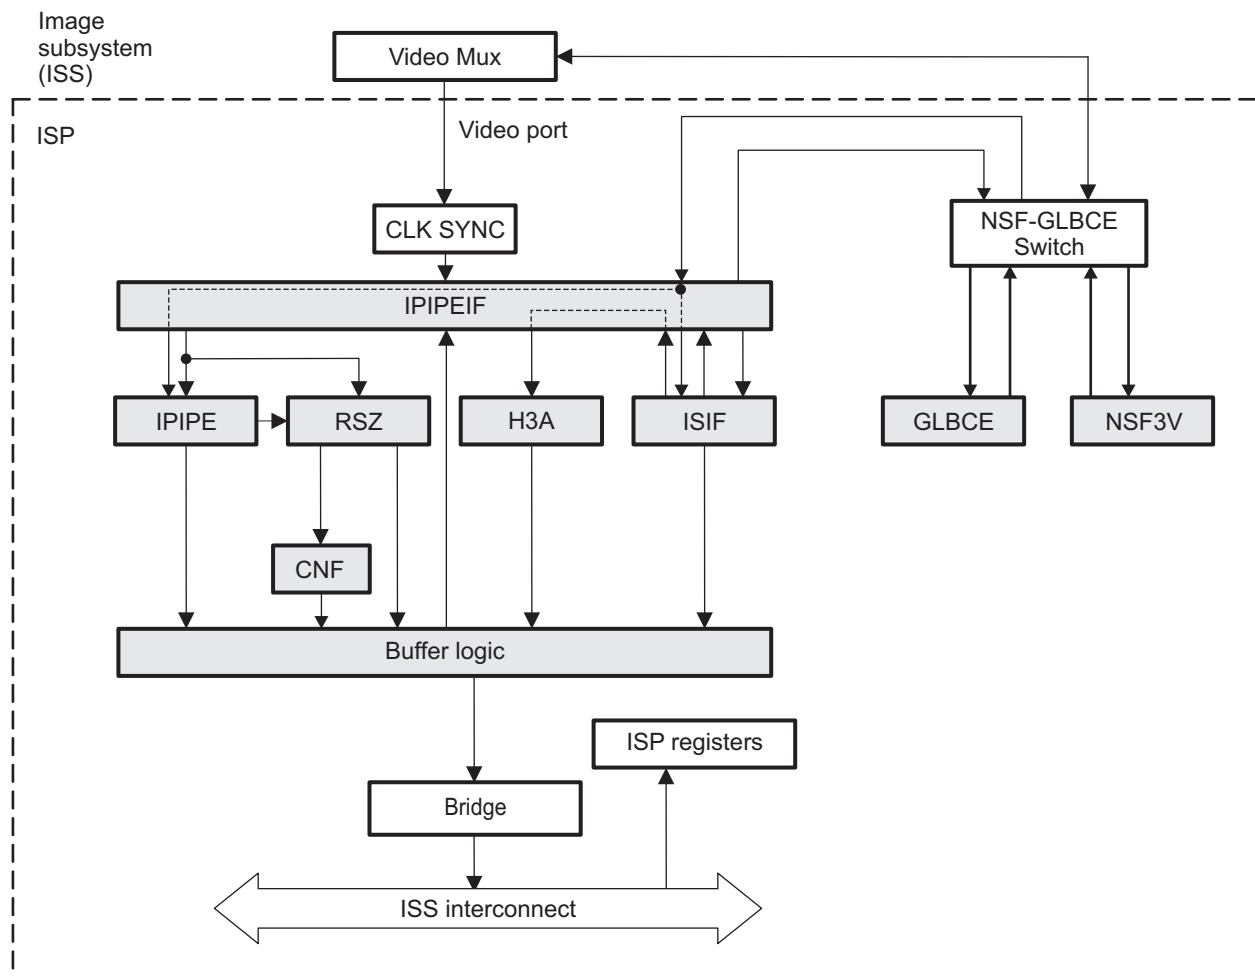 Image
subsystem
(ISS)
Video Mux
ISP
Video port
CLK SYNC
NSF-GLBCE
Switch
IPIPEIF
IPIPE
RSZ
H3A
ISIF
GLBCE
NSF3V
CNF
Buffer logic
ISP registers
Bridge
ISS interconnect